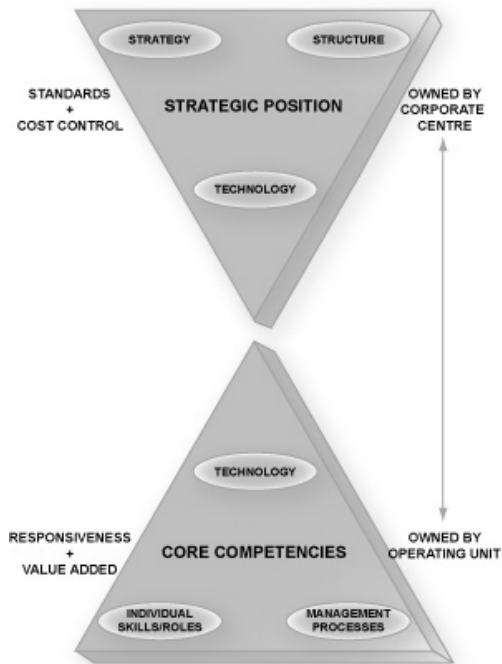 STRATEGY
STRUCTURE
STANDARDS
+
COST CONTROL
STRATEGIC POSITION
OWNED BY
CORPORATE
CENTRE
TECHNOLOGY
TECHNOLOGY
RESPONSIVENESS
+
VALUE ADDED
CORE COMPETENCIES
OWNED BY
OPERATING UNIT
INDIVIDUAL
SKILLS/ROLES
MANAGEMENT
PROCESSES